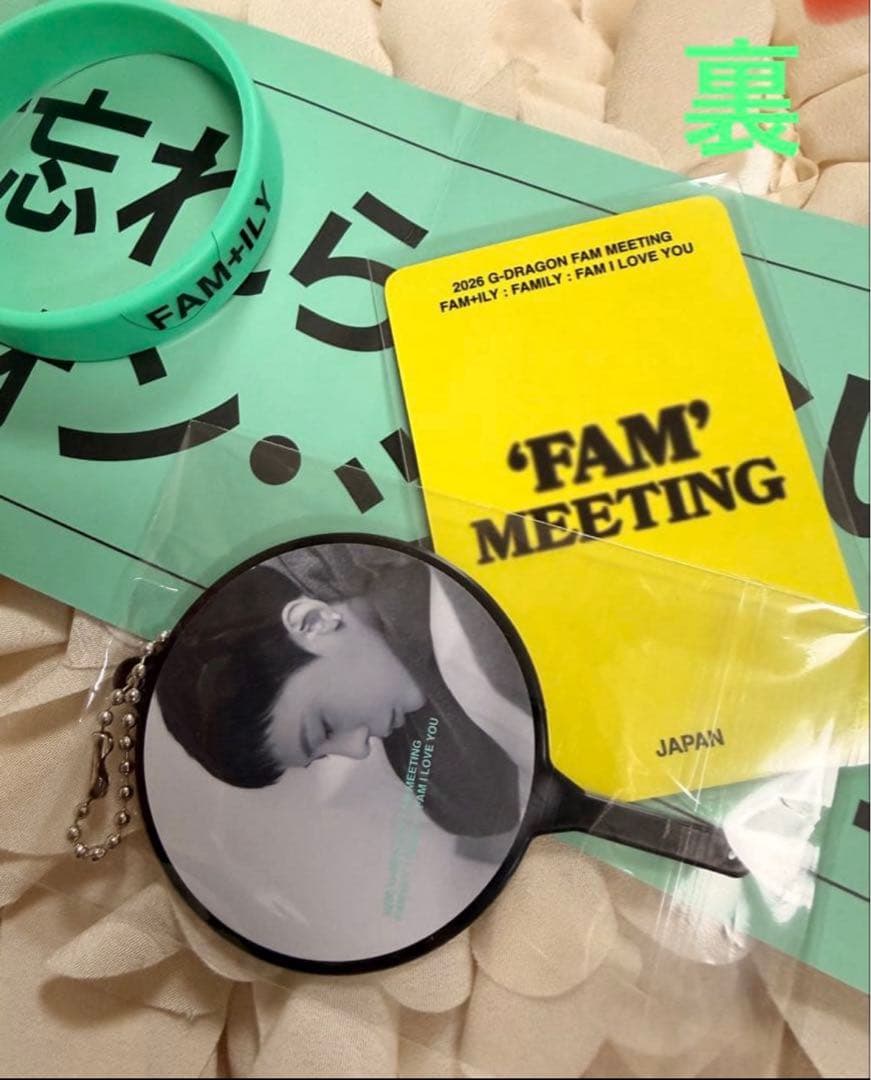 裏
忘れ
ら
FAM+ILY
2026 G-DRAGON FAM MEETING
FAM+ILY : FAMILY : FAM I LOVE YOU
'FAM'
MEETING
JAPAN
MEETING
FAM I LOVE YOU